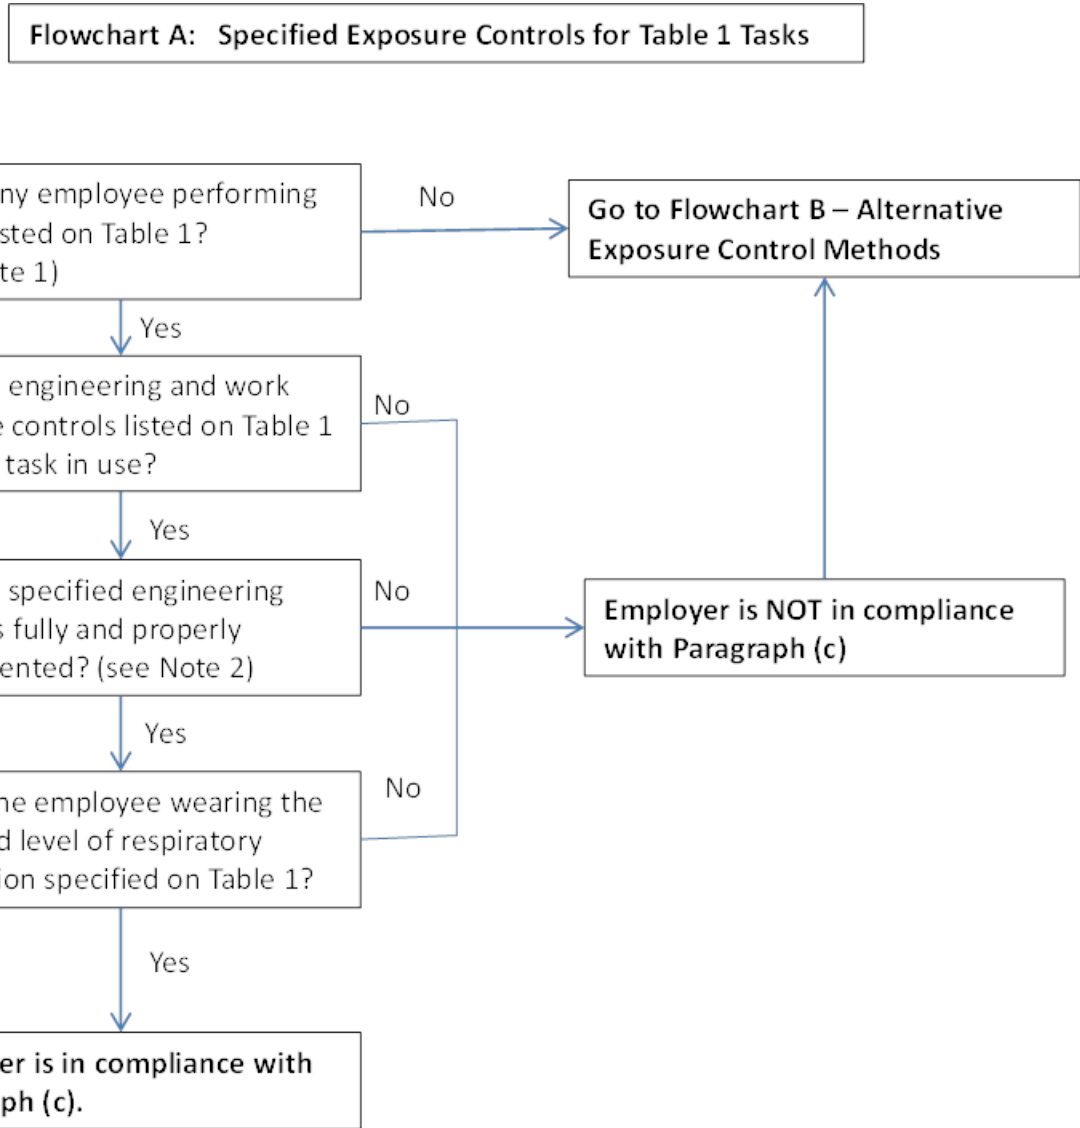 Flowchart A: Specified Exposure Controls for Table 1 Tasks
ny employee performing
sted on Table 1?
te 1)
No
Go to Flowchart B – Alternative
Exposure Control Methods
Yes
engineering and work
e controls listed on Table 1
task in use?
No
Yes
specified engineering
s fully and properly
ented? (see Note 2)
No
Employer is NOT in compliance
with Paragraph (c)
Yes
ne employee wearing the
d level of respiratory
ion specified on Table 1?
No
Yes
er is in compliance with
ph (c).